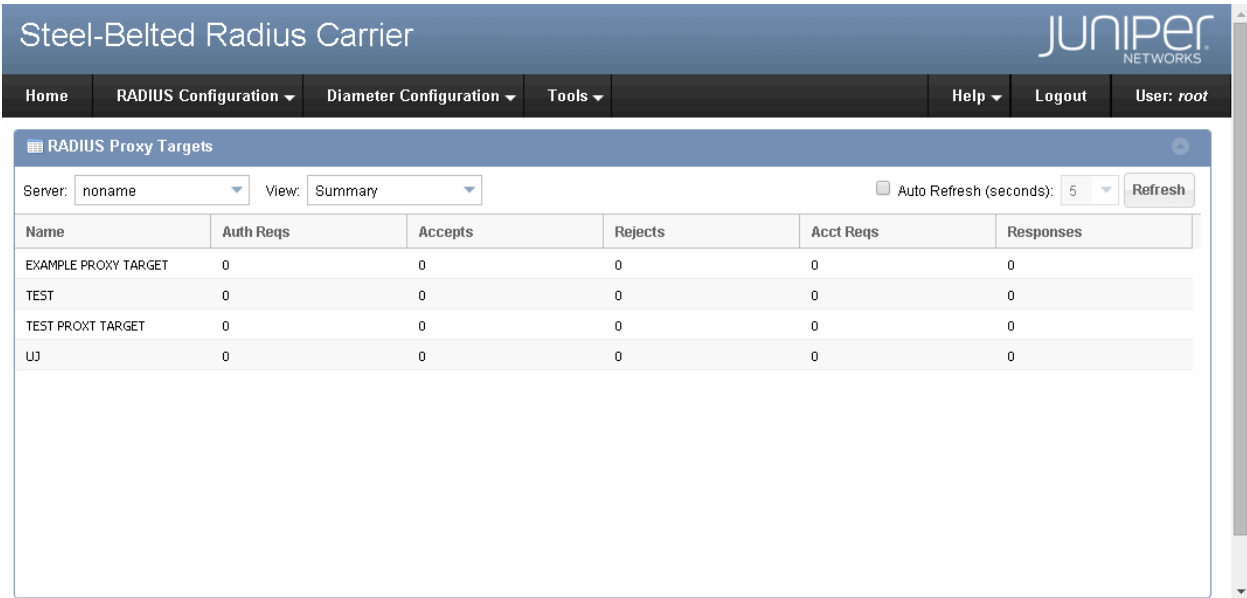 Steel-Belted Radius Carrier
JUNIPER NETWORKS
Home RADIUS Configuration Diameter Configuration Tools Help Logout User: root
RADIUS Proxy Targets
Server: noname View: Summary Auto Refresh (seconds): 5 Refresh
Name Auth Reqs Accepts Rejects Acct Reqs Responses
EXAMPLE PROXY TARGET 0 0 0 0 0
TEST 0 0 0 0 0
TEST PROXT TARGET 0 0 0 0 0
UJ 0 0 0 0 0